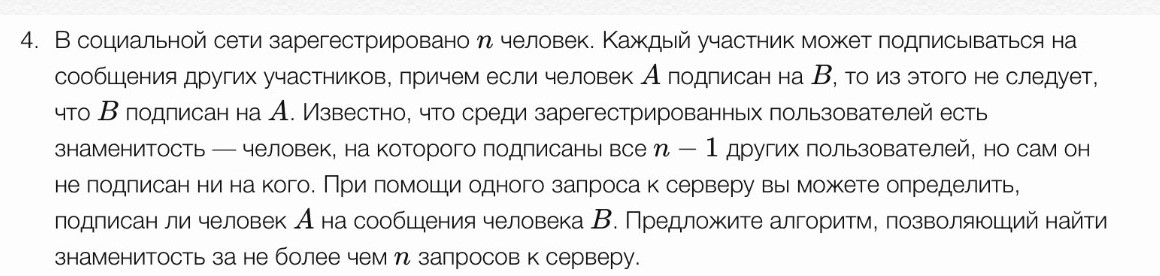 4. В социальной сети зарегестрировано n человек. Каждый участник может подписываться на
сообщения других участников, причем если человек A подписан на B, то из этого не следует,
что B подписан на A. Известно, что среди зарегестрированных пользователей есть
знаменитость — человек, на которого подписаны все n − 1 других пользователей, но сам он
не подписан ни на кого. При помощи одного запроса к серверу вы можете определить,
подписан ли человек A на сообщения человека B. Предложите алгоритм, позволяющий найти
знаменитость за не более чем n запросов к серверу.